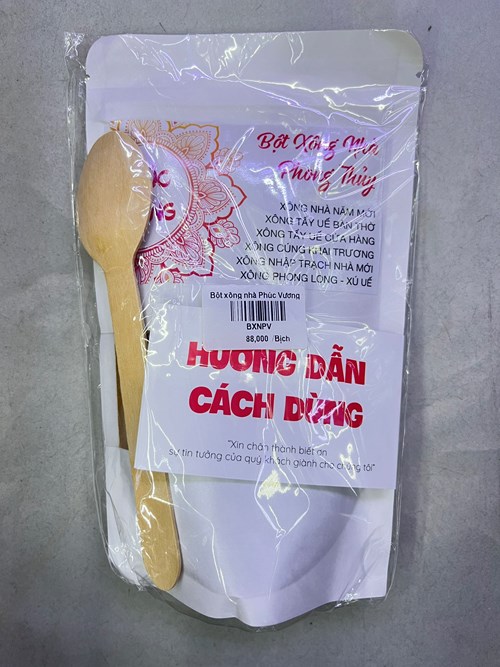 Bột Xông Nhà
Phong Thủy
XÔNG NHÀ NĂM MỚI
XÔNG TẨY UẾ BÀN THỜ
XÔNG TẨY UẾ CỬA HÀNG
XÔNG CÚNG KHAI TRƯƠNG
XÔNG NHẬP TRẠCH NHÀ MỚI
XÔNG PHONG LONG - XÚ UẾ
Bột xông nhà Phúc Vương
BXNPV
88,000 /Bịch
HƯỚNG DẪN
CÁCH DÙNG
"Xin chân thành biết ơn
sự tin tưởng của quý khách giành cho chúng tôi"